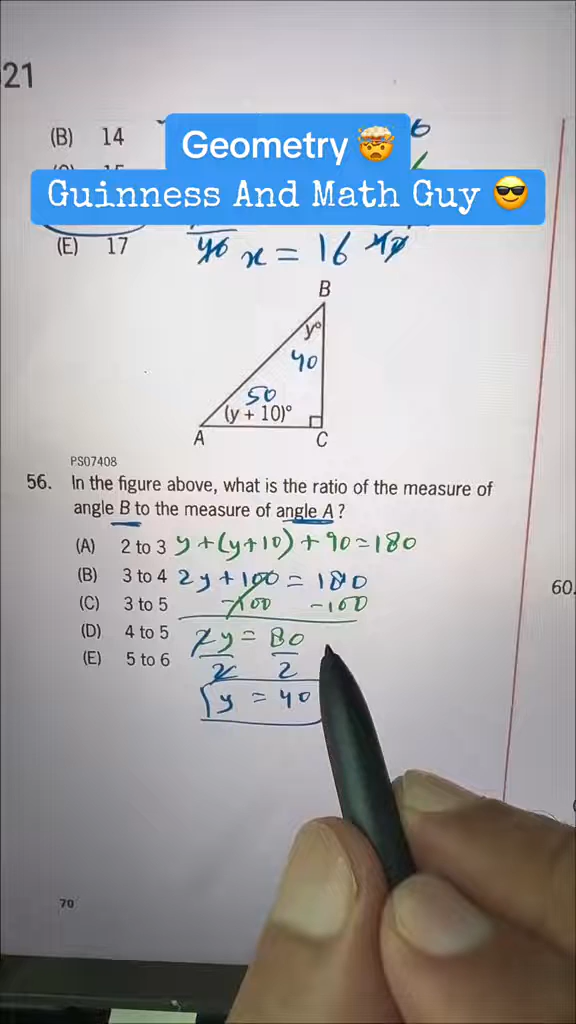 21
(B) 14
6
Geometry 🤯
Guinness And Math Guy 😎
(E) 17
x = 16
B
y°
40
50
(y + 10)°
A
C
PS07408
56. In the figure above, what is the ratio of the measure of
angle B to the measure of angle A?
(A) 2 to 3 y+(y+10)+90=180
(B) 3 to 4 2y+100=180
(C) 3 to 5 -100 -100
(D) 4 to 5 2y = 80
(E) 5 to 6 2 2
y = 40
60.
70